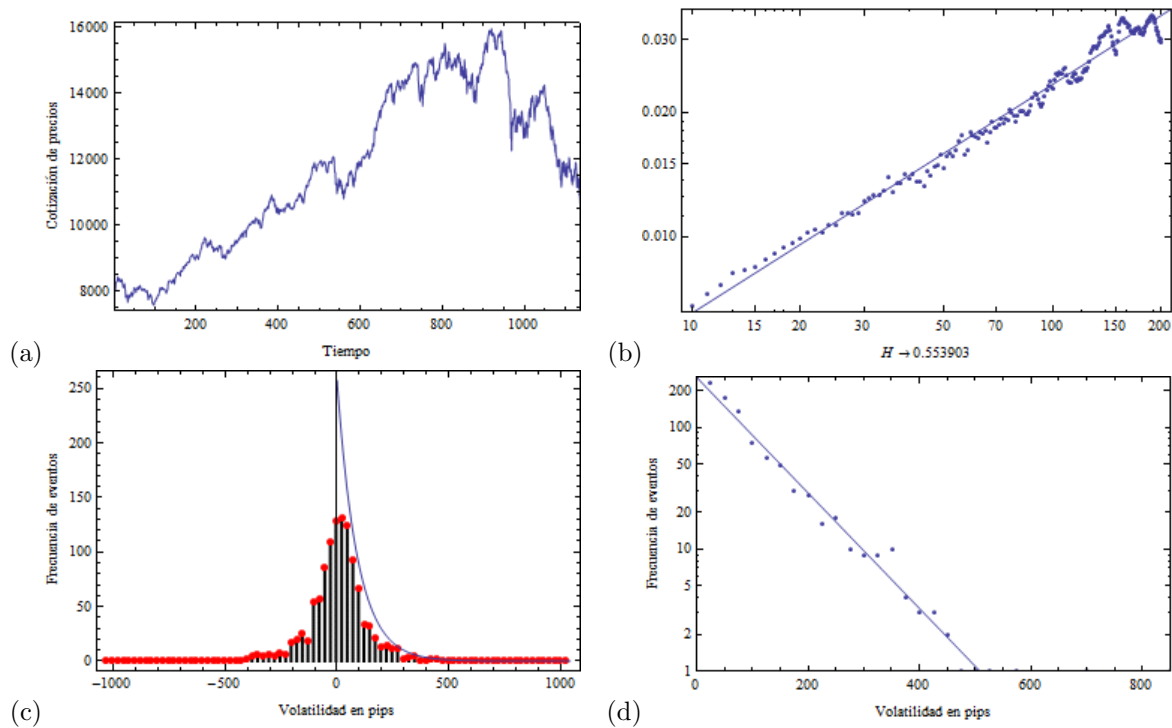 16000
14000
12000
10000
8000
Cotización de precios
200 400 600 800 1000
Tiempo
(a)
0.030
0.020
0.015
0.010
10 15 20 30 50 70 100 150 200
H → 0.553903
(b)
250
200
150
100
50
0
Frecuencia de eventos
−1000 −500 0 500 1000
Volatilidad en pips
(c)
200
100
50
20
10
5
2
1
Frecuencia de eventos
0 200 400 600 800
Volatilidad en pips
(d)